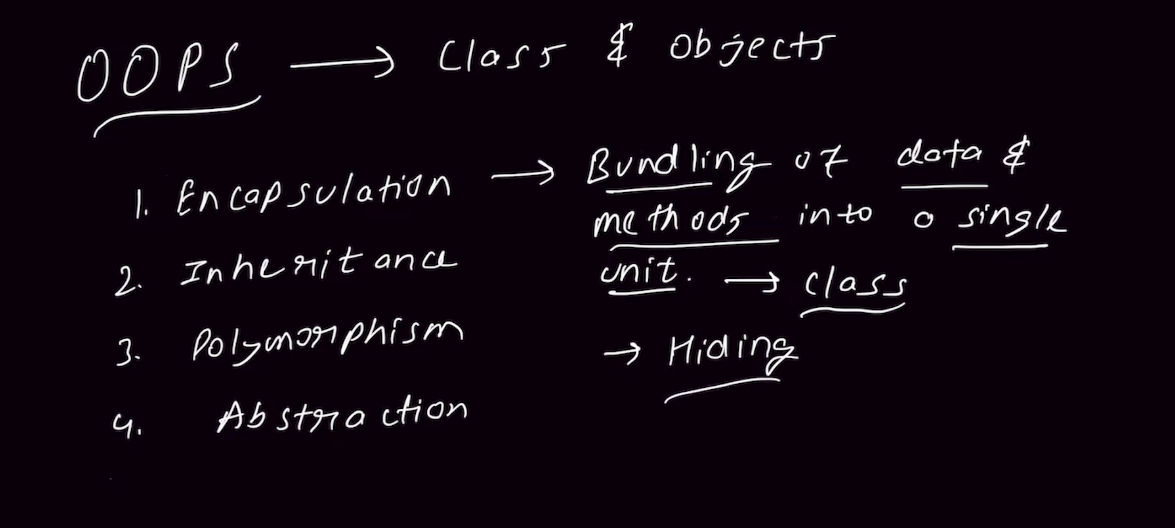 OOPS → Class & Objects
1. Encapsulation → Bundling of data &
methods into a single
unit. → class
2. Inheritance
3. Polymorphism
→ Hiding
4. Abstraction